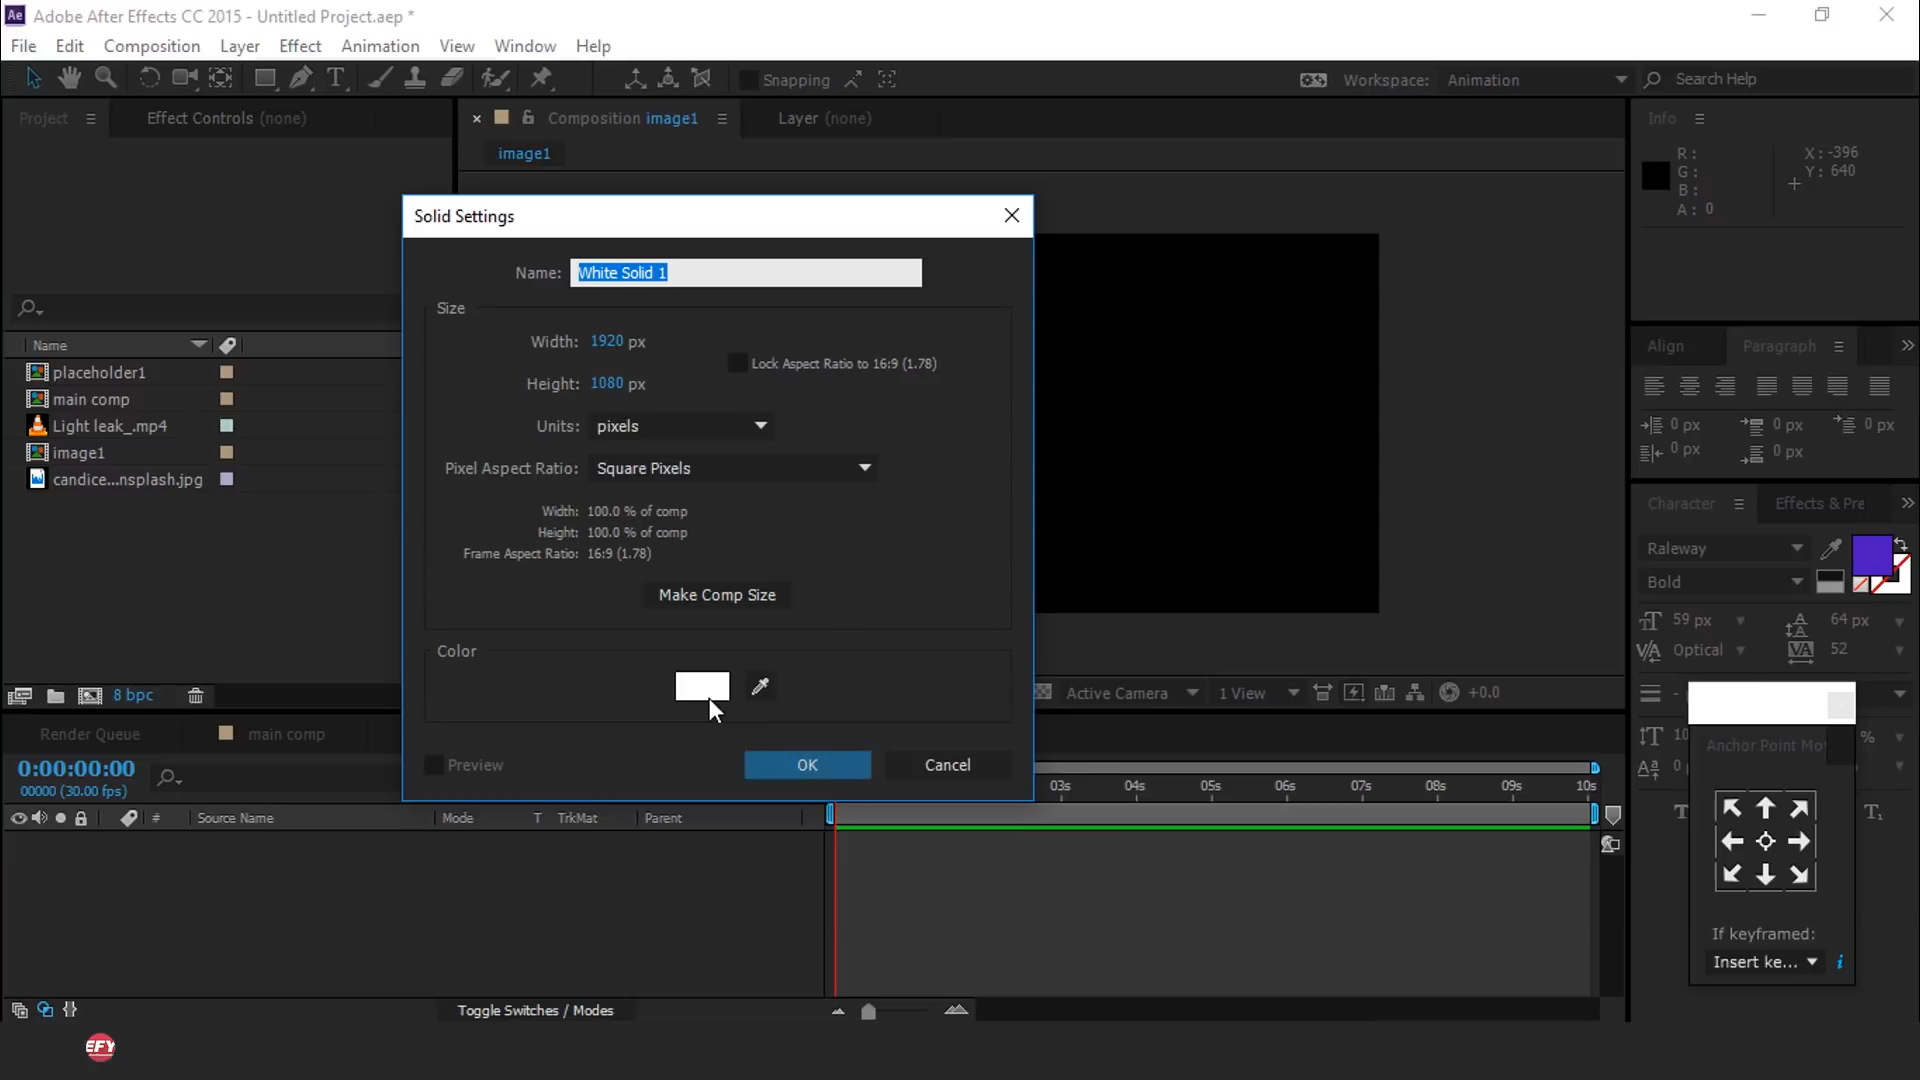 Ae Adobe After Effects CC 2015 - Untitled Project.aep *
File Edit Composition Layer Effect Animation View Window Help
Snapping
Workspace: Animation
Search Help
Project
Effect Controls (none)
Composition image1
Layer (none)
image1
Info
R:
G:
B:
A: 0
X: -396
Y: 640
Solid Settings
Name: White Solid 1
Size
Width: 1920 px
Lock Aspect Ratio to 16:9 (1.78)
Height: 1080 px
Units: pixels
Pixel Aspect Ratio: Square Pixels
Width: 100.0 % of comp
Height: 100.0 % of comp
Frame Aspect Ratio: 16:9 (1.78)
Make Comp Size
Color
Preview
OK
Cancel
Name
placeholder1
main comp
Light leak_.mp4
image1
candice...nsplash.jpg
8 bpc
Align
Paragraph
0 px 0 px 0 px
0 px 0 px
Character
Effects & Pre
Raleway
Bold
59 px 64 px
Optical 52
Active Camera
1 View
+0.0
%
Anchor Point Mo
If keyframed:
Insert ke...
Render Queue
main comp
0:00:00:00
00000 (30.00 fps)
# Source Name Mode T TrkMat Parent
03s 04s 05s 06s 07s 08s 09s 10s
Toggle Switches / Modes
EFY